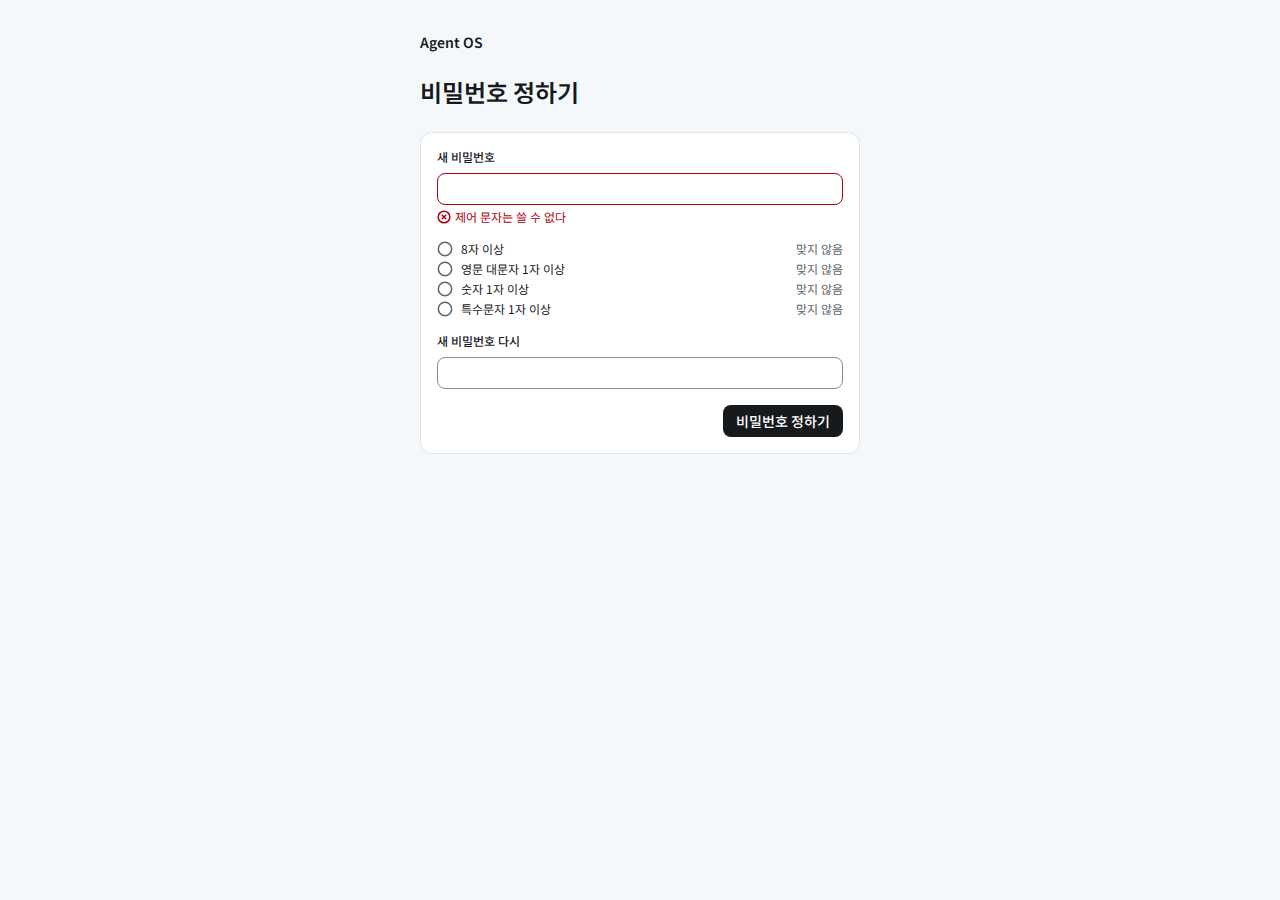 Agent OS
비밀번호 정하기
새 비밀번호
제어 문자는 쓸 수 없다
8자 이상 맞지 않음
영문 대문자 1자 이상 맞지 않음
숫자 1자 이상 맞지 않음
특수문자 1자 이상 맞지 않음
새 비밀번호 다시
비밀번호 정하기